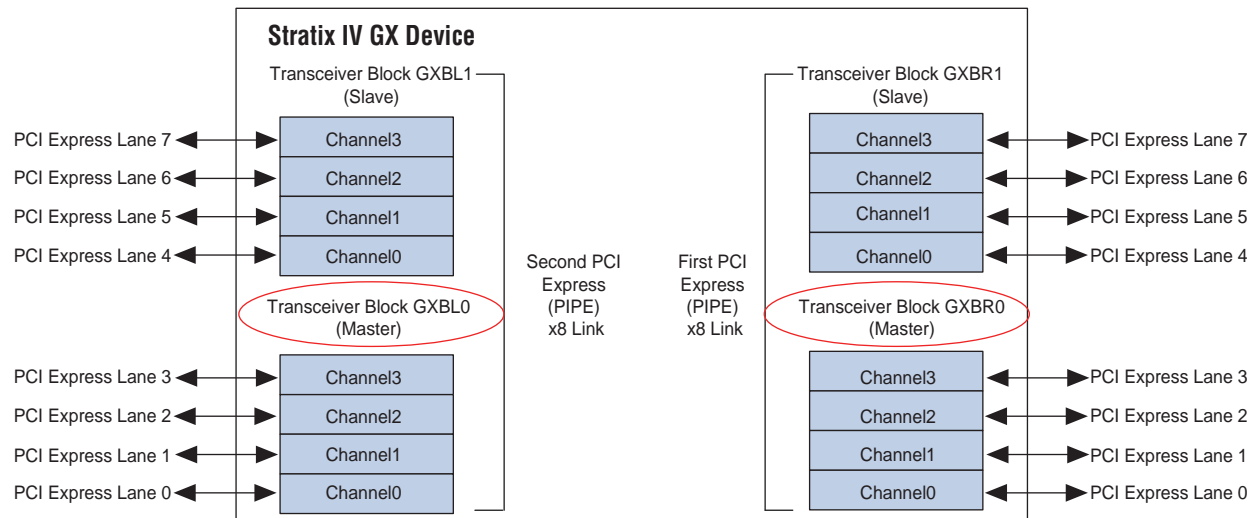 Stratix IV GX Device
Transceiver Block GXBL1
(Slave)
PCI Express Lane 7
Channel3
PCI Express Lane 6
Channel2
PCI Express Lane 5
Channel1
PCI Express Lane 4
Channel0
Transceiver Block GXBL0
(Master)
PCI Express Lane 3
Channel3
PCI Express Lane 2
Channel2
PCI Express Lane 1
Channel1
PCI Express Lane 0
Channel0
Second PCI
Express
(PIPE)
x8 Link
First PCI
Express
(PIPE)
x8 Link
Transceiver Block GXBR1
(Slave)
Channel3
PCI Express Lane 7
Channel2
PCI Express Lane 6
Channel1
PCI Express Lane 5
Channel0
PCI Express Lane 4
Transceiver Block GXBR0
(Master)
Channel3
PCI Express Lane 3
Channel2
PCI Express Lane 2
Channel1
PCI Express Lane 1
Channel0
PCI Express Lane 0